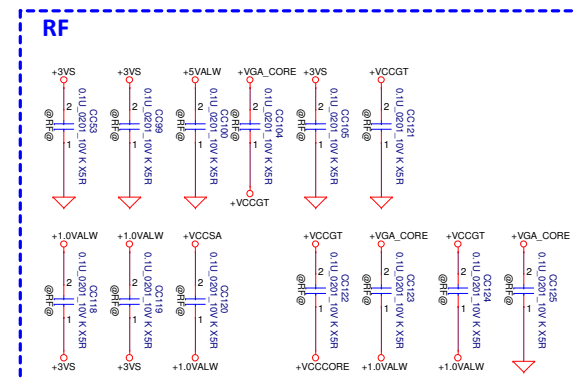 RF
+3VS
+3VS
+5VALW
+VGA_CORE
+3VS
+VCCGT
2
CC53
0.1U_0201_10V K X5R
@RF@
1
2
CC99
0.1U_0201_10V K X5R
@RF@
1
2
CC100
0.1U_0201_10V K X5R
@RF@
1
2
CC104
0.1U_0201_10V K X5R
@RF@
1
2
CC105
0.1U_0201_10V K X5R
@RF@
1
2
CC121
0.1U_0201_10V K X5R
@RF@
1
+VCCGT
+1.0VALW
+1.0VALW
+VCCSA
+VCCGT
+VGA_CORE
+VCCGT
+VGA_CORE
2
CC118
0.1U_0201_10V K X5R
@RF@
1
2
CC119
0.1U_0201_10V K X5R
@RF@
1
2
CC120
0.1U_0201_10V K X5R
1
2
CC122
0.1U_0201_10V K X5R
@RF@
1
2
CC123
0.1U_0201_10V K X5R
@RF@
1
2
CC124
0.1U_0201_10V K X5R
@RF@
1
2
CC125
0.1U_0201_10V K X5R
@RF@
1
+3VS
+3VS
+1.0VALW
+VCCCORE
+1.0VALW
+1.0VALW